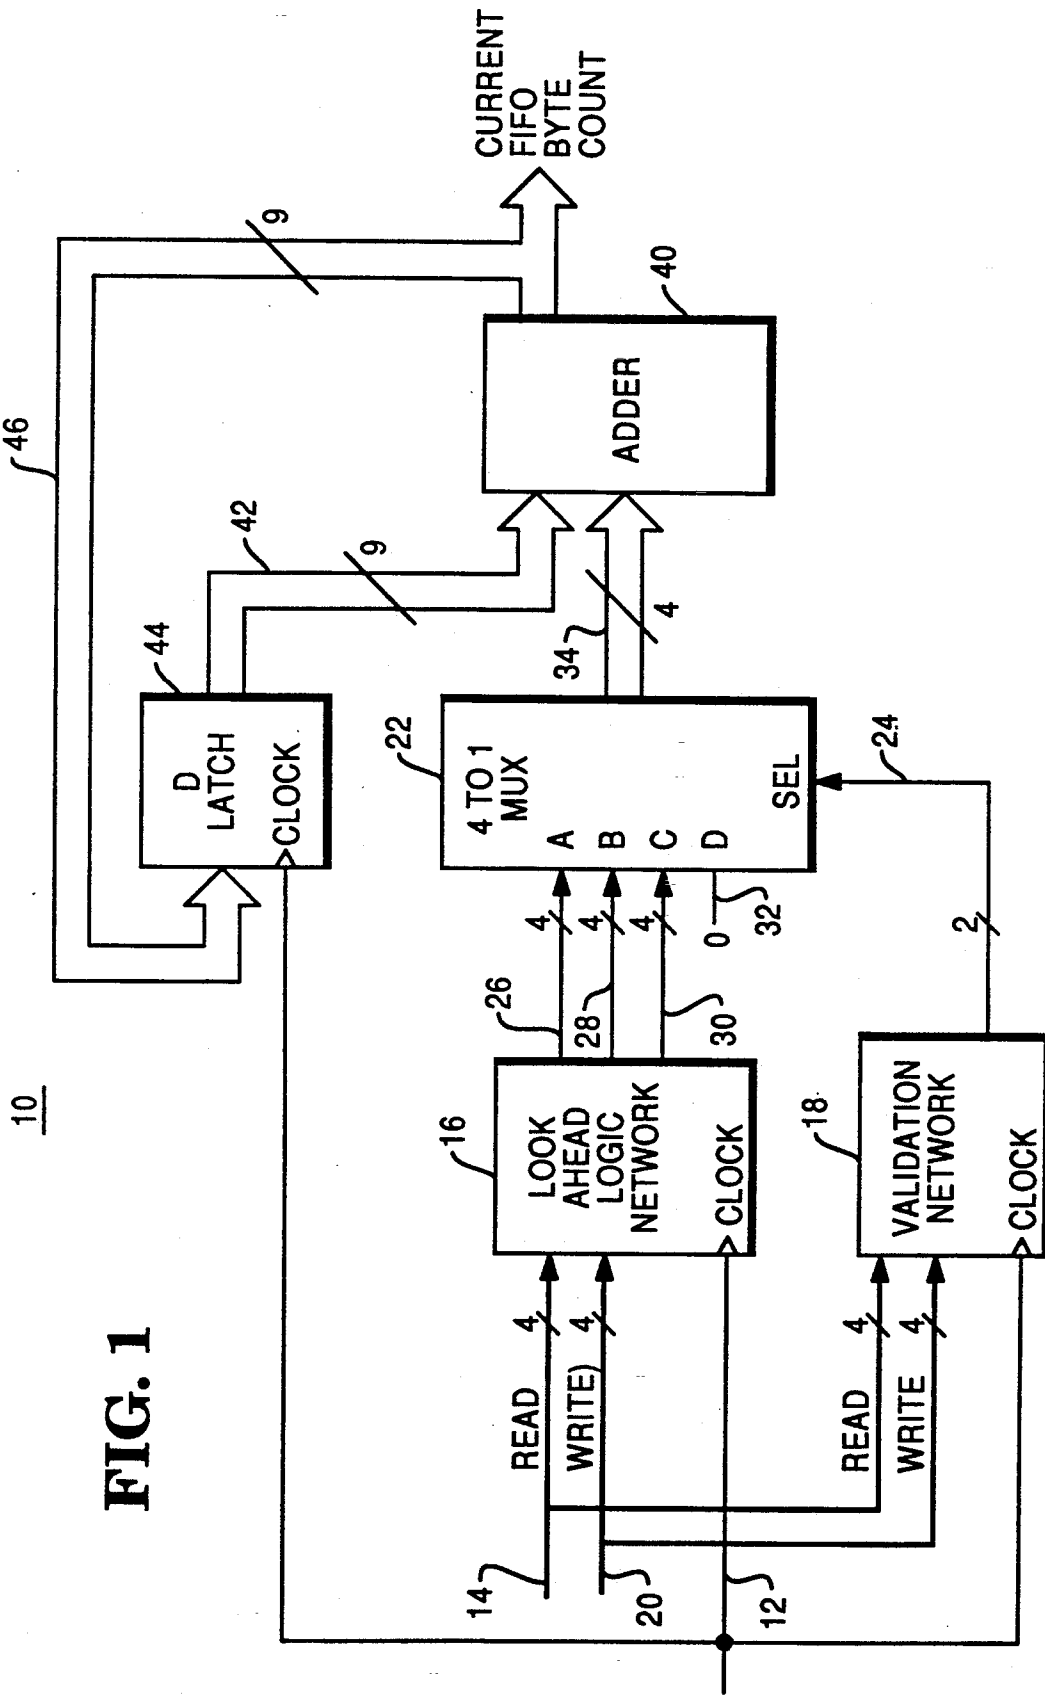 FIG. 1
10
46
9
CURRENT
FIFO
BYTE
COUNT
44
D
LATCH
CLOCK
42
9
40
ADDER
22
4 TO 1
MUX
A
B
C
D
SEL
34
4
26
4
28
4
30
4
0
32
24
2
16
LOOK
AHEAD
LOGIC
NETWORK
CLOCK
14
READ
4
20
WRITE)
4
12
18
VALIDATION
NETWORK
CLOCK
READ
4
WRITE
4